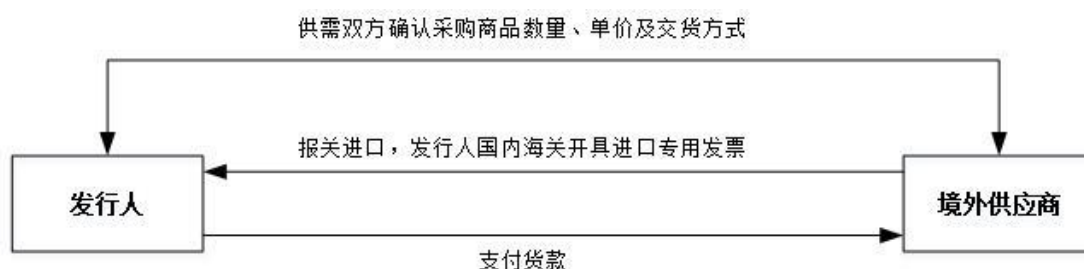 供需双方确认采购商品数量、单价及交货方式
报关进口，发行人国内海关开具进口专用发票
发行人
境外供应商
支付货款